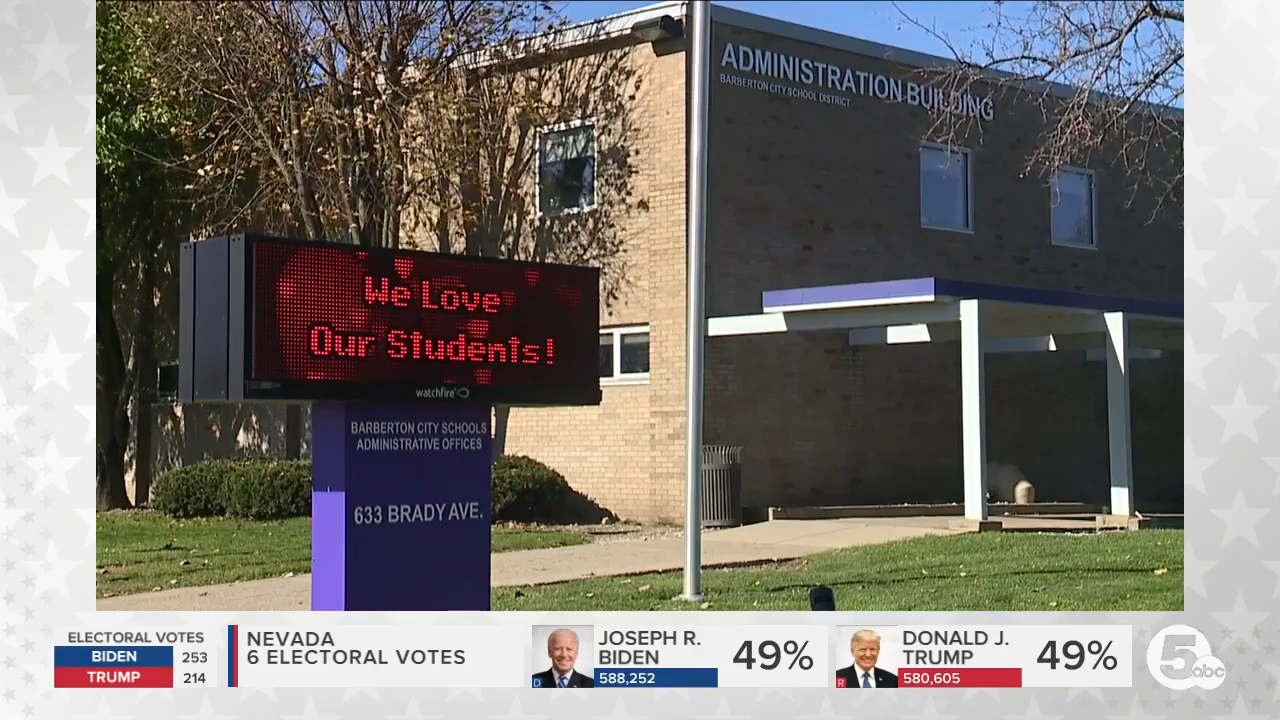 ADMINISTRATION BUILDING
BARBERTON CITY SCHOOL DISTRICT
We Love
Our Students!
watchfire
BARBERTON CITY SCHOOLS
ADMINISTRATIVE OFFICES
633 BRADY AVE.
ELECTORAL VOTES
BIDEN 253
TRUMP 214
NEVADA
6 ELECTORAL VOTES
D
JOSEPH R.
BIDEN
588,252
49%
R
DONALD J.
TRUMP
580,605
49%
5 abc